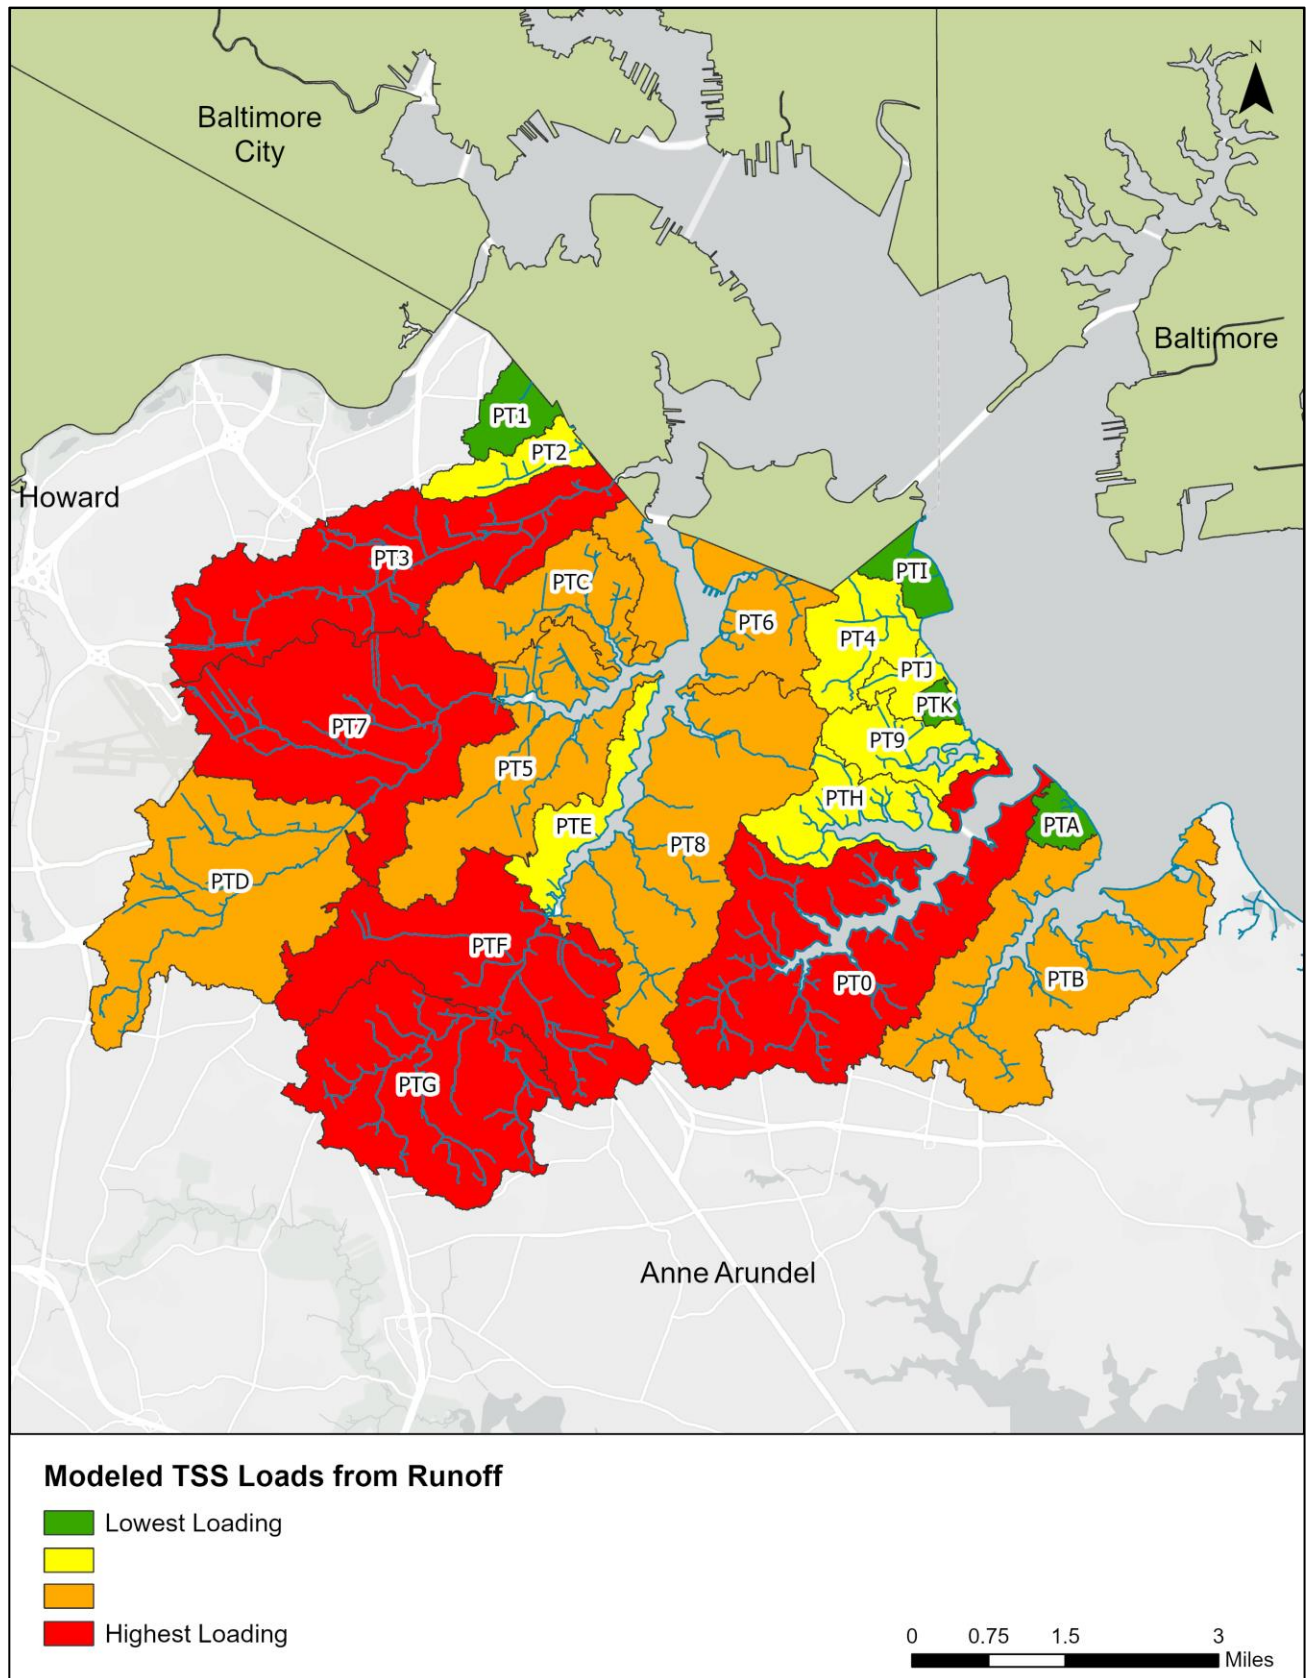 N
Baltimore
City
Baltimore
PT1
PT2
Howard
PT3
PTC
PTI
PT6
PT4
PTJ
PTK
PT7
PT9
PT5
PTH
PTE
PTA
PT8
PTD
PTF
PT0
PTB
PTG
Anne Arundel
Modeled TSS Loads from Runoff
Lowest Loading
Highest Loading
0 0.75 1.5 3
Miles